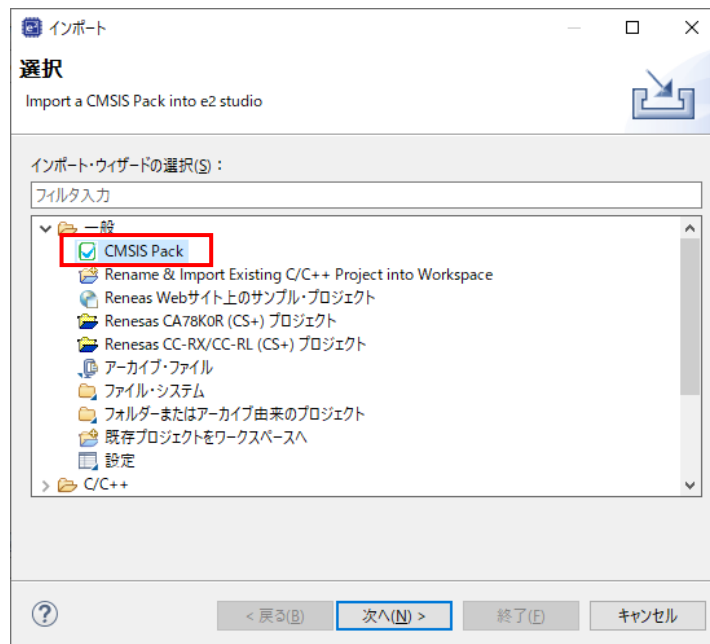 インポート
選択
Import a CMSIS Pack into e2 studio
インポート・ウィザードの選択(S)：
フィルタ入力
一般
CMSIS Pack
Rename & Import Existing C/C++ Project into Workspace
Reneas Webサイト上のサンプル・プロジェクト
Renesas CA78K0R (CS+) プロジェクト
Renesas CC-RX/CC-RL (CS+) プロジェクト
アーカイブ・ファイル
ファイル・システム
フォルダーまたはアーカイブ由来のプロジェクト
既存プロジェクトをワークスペースへ
設定
C/C++
< 戻る(B) 次へ(N) > 終了(F) キャンセル